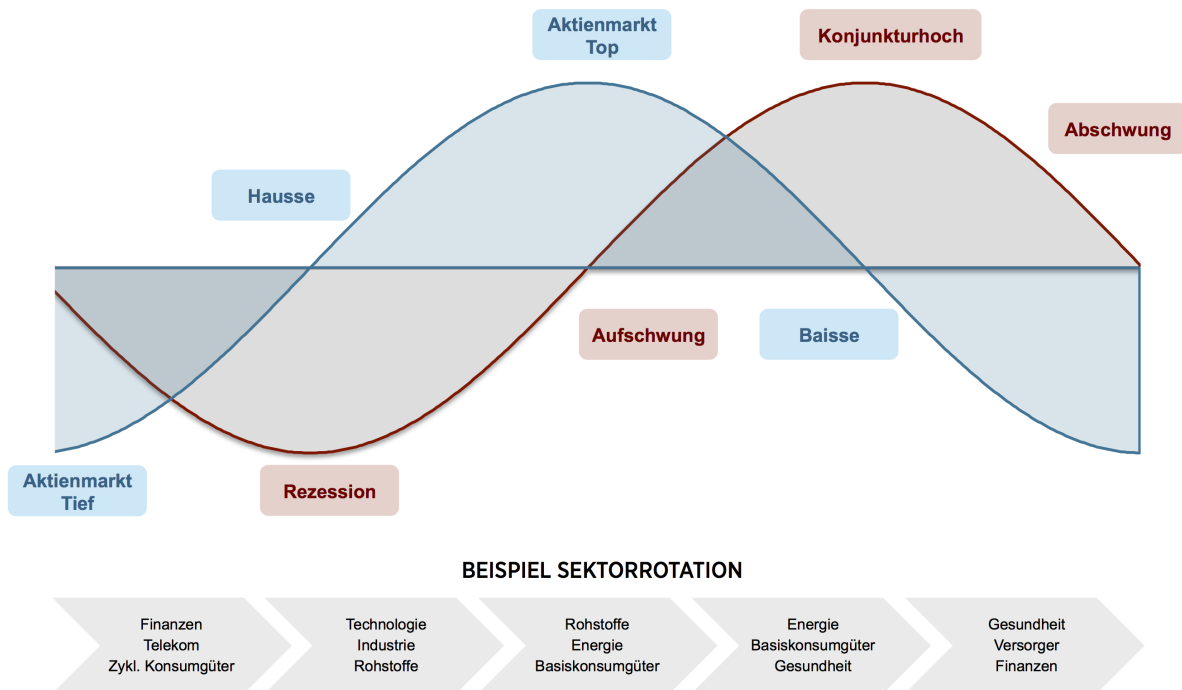 Aktienmarkt
Top
Konjunkturhoch
Abschwung
Hausse
Aufschwung
Baisse
Aktienmarkt
Tief
Rezession
BEISPIEL SEKTORROTATION
Finanzen
Telekom
Zykl. Konsumgüter
Technologie
Industrie
Rohstoffe
Rohstoffe
Energie
Basiskonsumgüter
Energie
Basiskonsumgüter
Gesundheit
Gesundheit
Versorger
Finanzen